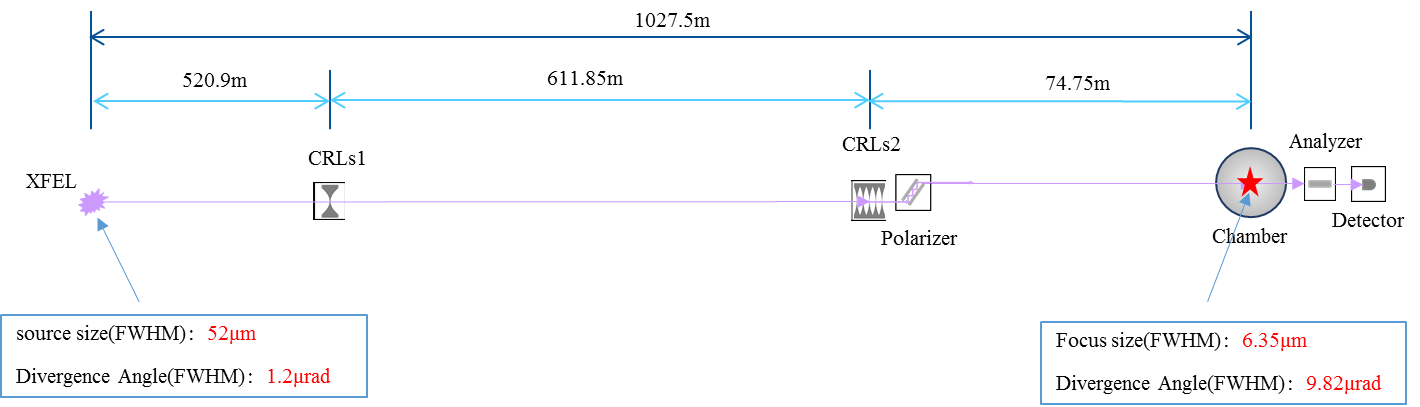 1027.5m
520.9m
611.85m
74.75m
CRLs1
CRLs2
XFEL
Polarizer
Chamber
Analyzer
Detector
source size(FWHM)：52μm
Divergence Angle(FWHM)：1.2μrad
Focus size(FWHM)：6.35μm
Divergence Angle(FWHM)：9.82μrad